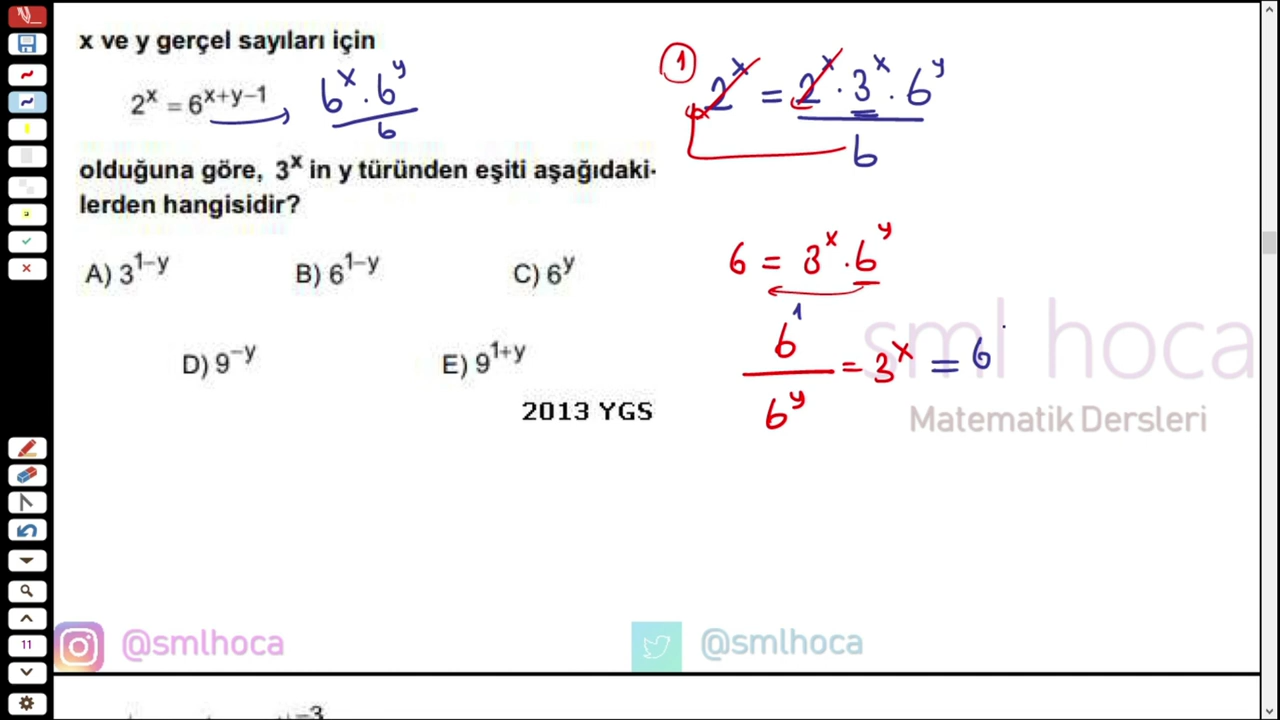 x ve y gerçel sayıları için
2^x = 6^(x+y−1) → (6^x · 6^y) / 6
olduğuna göre, 3^x in y türünden eşiti aşağıdaki-
lerden hangisidir?
A) 3^(1−y) B) 6^(1−y) C) 6^y
D) 9^(−y) E) 9^(1+y)
2013 YGS
1 2^x = (2^x · 3^x · 6^y) / 6
6 = 3^x · 6^y
6^1 / 6^y = 3^x = 6
sml hoca
Matematik Dersleri
@smlhoca @smlhoca
11
−3